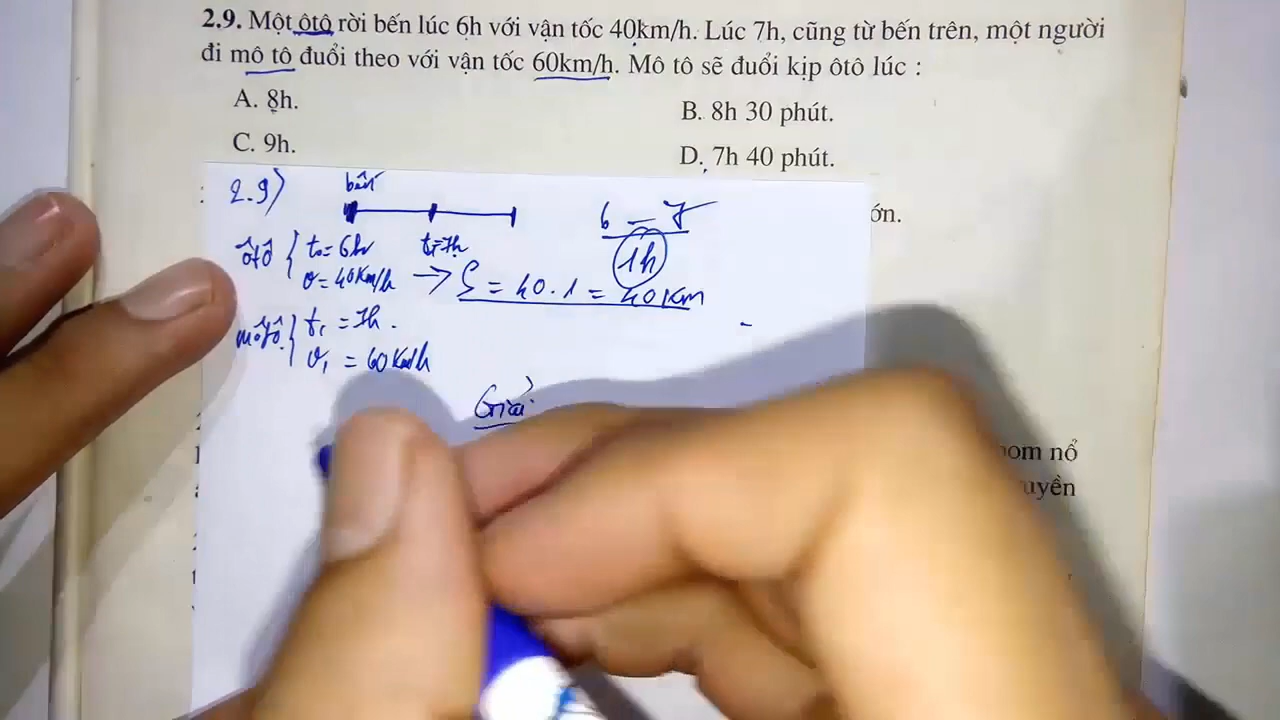 2.9. Một ôtô rời bến lúc 6h với vận tốc 40km/h. Lúc 7h, cũng từ bến trên, một người
đi mô tô đuổi theo với vận tốc 60km/h. Mô tô sẽ đuổi kịp ôtô lúc :
A. 8h.
B. 8h 30 phút.
C. 9h.
D. 7h 40 phút.
2.9)
bến
6 - 7
1h
ớn.
ôtô { t₀ = 6h
t₁=7h
v = 40Km/h → S = 40.1 = 40Km
môtô { t₁ = 7h.
v₁ = 60Km/h
Giải
om nổ
uyền